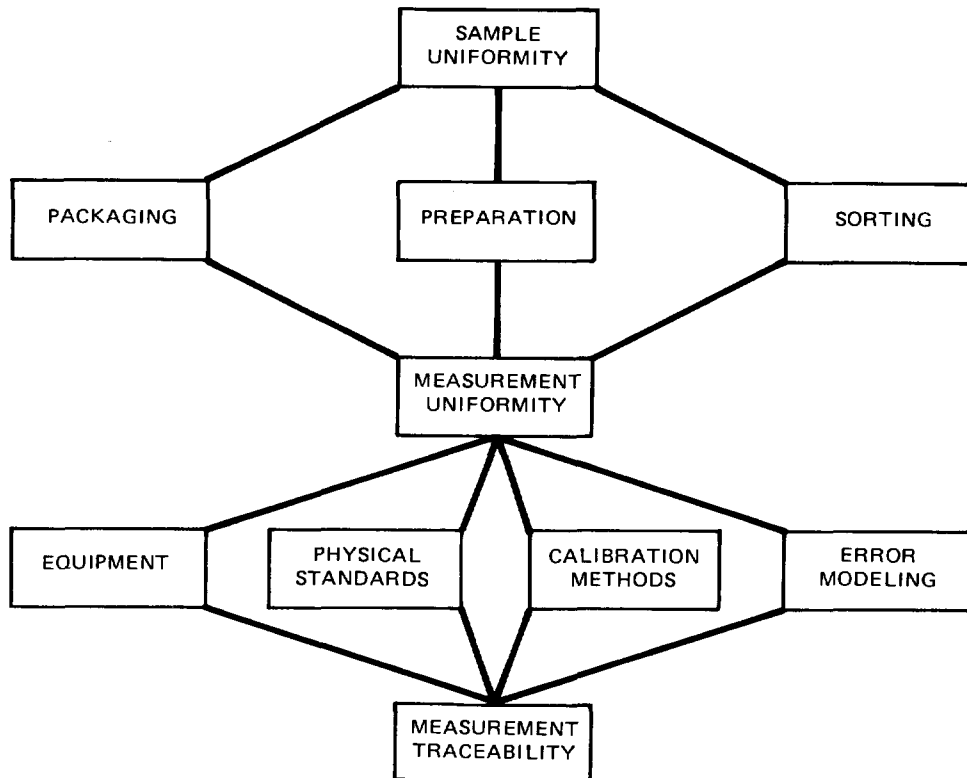 SAMPLE
UNIFORMITY
PACKAGING
PREPARATION
SORTING
MEASUREMENT
UNIFORMITY
EQUIPMENT
PHYSICAL
STANDARDS
CALIBRATION
METHODS
ERROR
MODELING
MEASUREMENT
TRACEABILITY